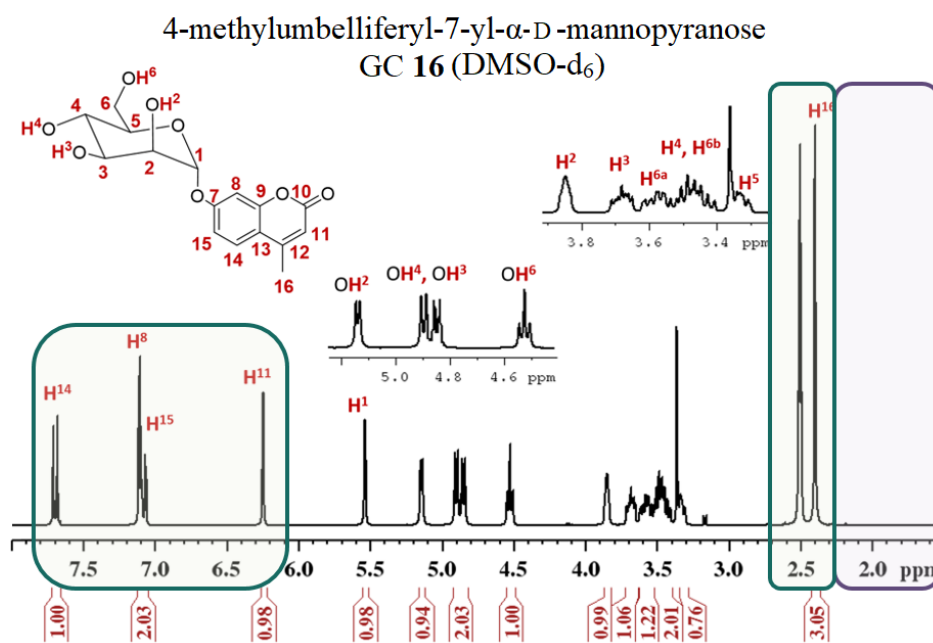 4-methylumbelliferyl-7-yl-α-D-mannopyranose
GC 16 (DMSO-d6)
OH6
6
4
5
OH2
H4O
O
H3O
3
2
1
O
8
9
O
10
O
7
15
14
13
12
11
16
H2
H3
H6a
H4, H6b
H5
3.8
3.6
3.4
ppm
OH2
OH4, OH3
OH6
5.0
4.8
4.6
ppm
H14
H8
H15
H11
H1
H16
7.5
7.0
6.5
6.0
5.5
5.0
4.5
4.0
3.5
3.0
2.5
2.0
ppm
1.00
2.03
0.98
0.98
0.94
2.03
1.00
0.99
1.06
1.22
2.01
0.76
3.05